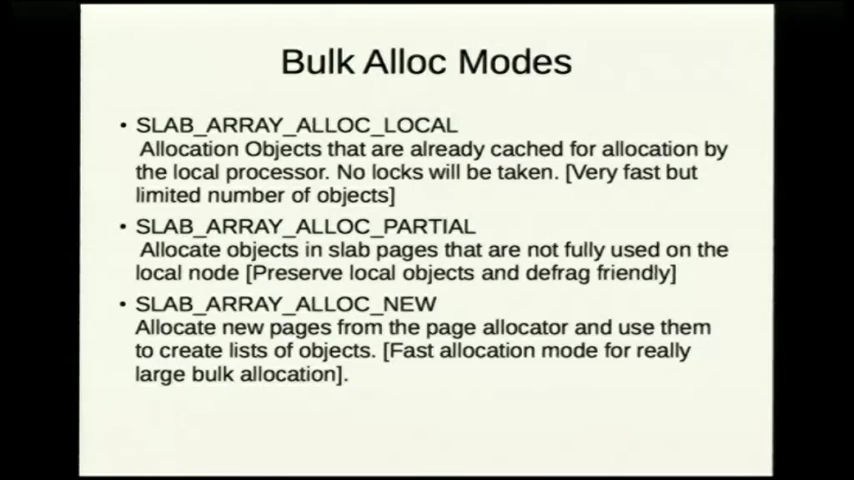 Bulk Alloc Modes
• SLAB_ARRAY_ALLOC_LOCAL
Allocation Objects that are already cached for allocation by
the local processor. No locks will be taken. [Very fast but
limited number of objects]
• SLAB_ARRAY_ALLOC_PARTIAL
Allocate objects in slab pages that are not fully used on the
local node [Preserve local objects and defrag friendly]
• SLAB_ARRAY_ALLOC_NEW
Allocate new pages from the page allocator and use them
to create lists of objects. [Fast allocation mode for really
large bulk allocation].